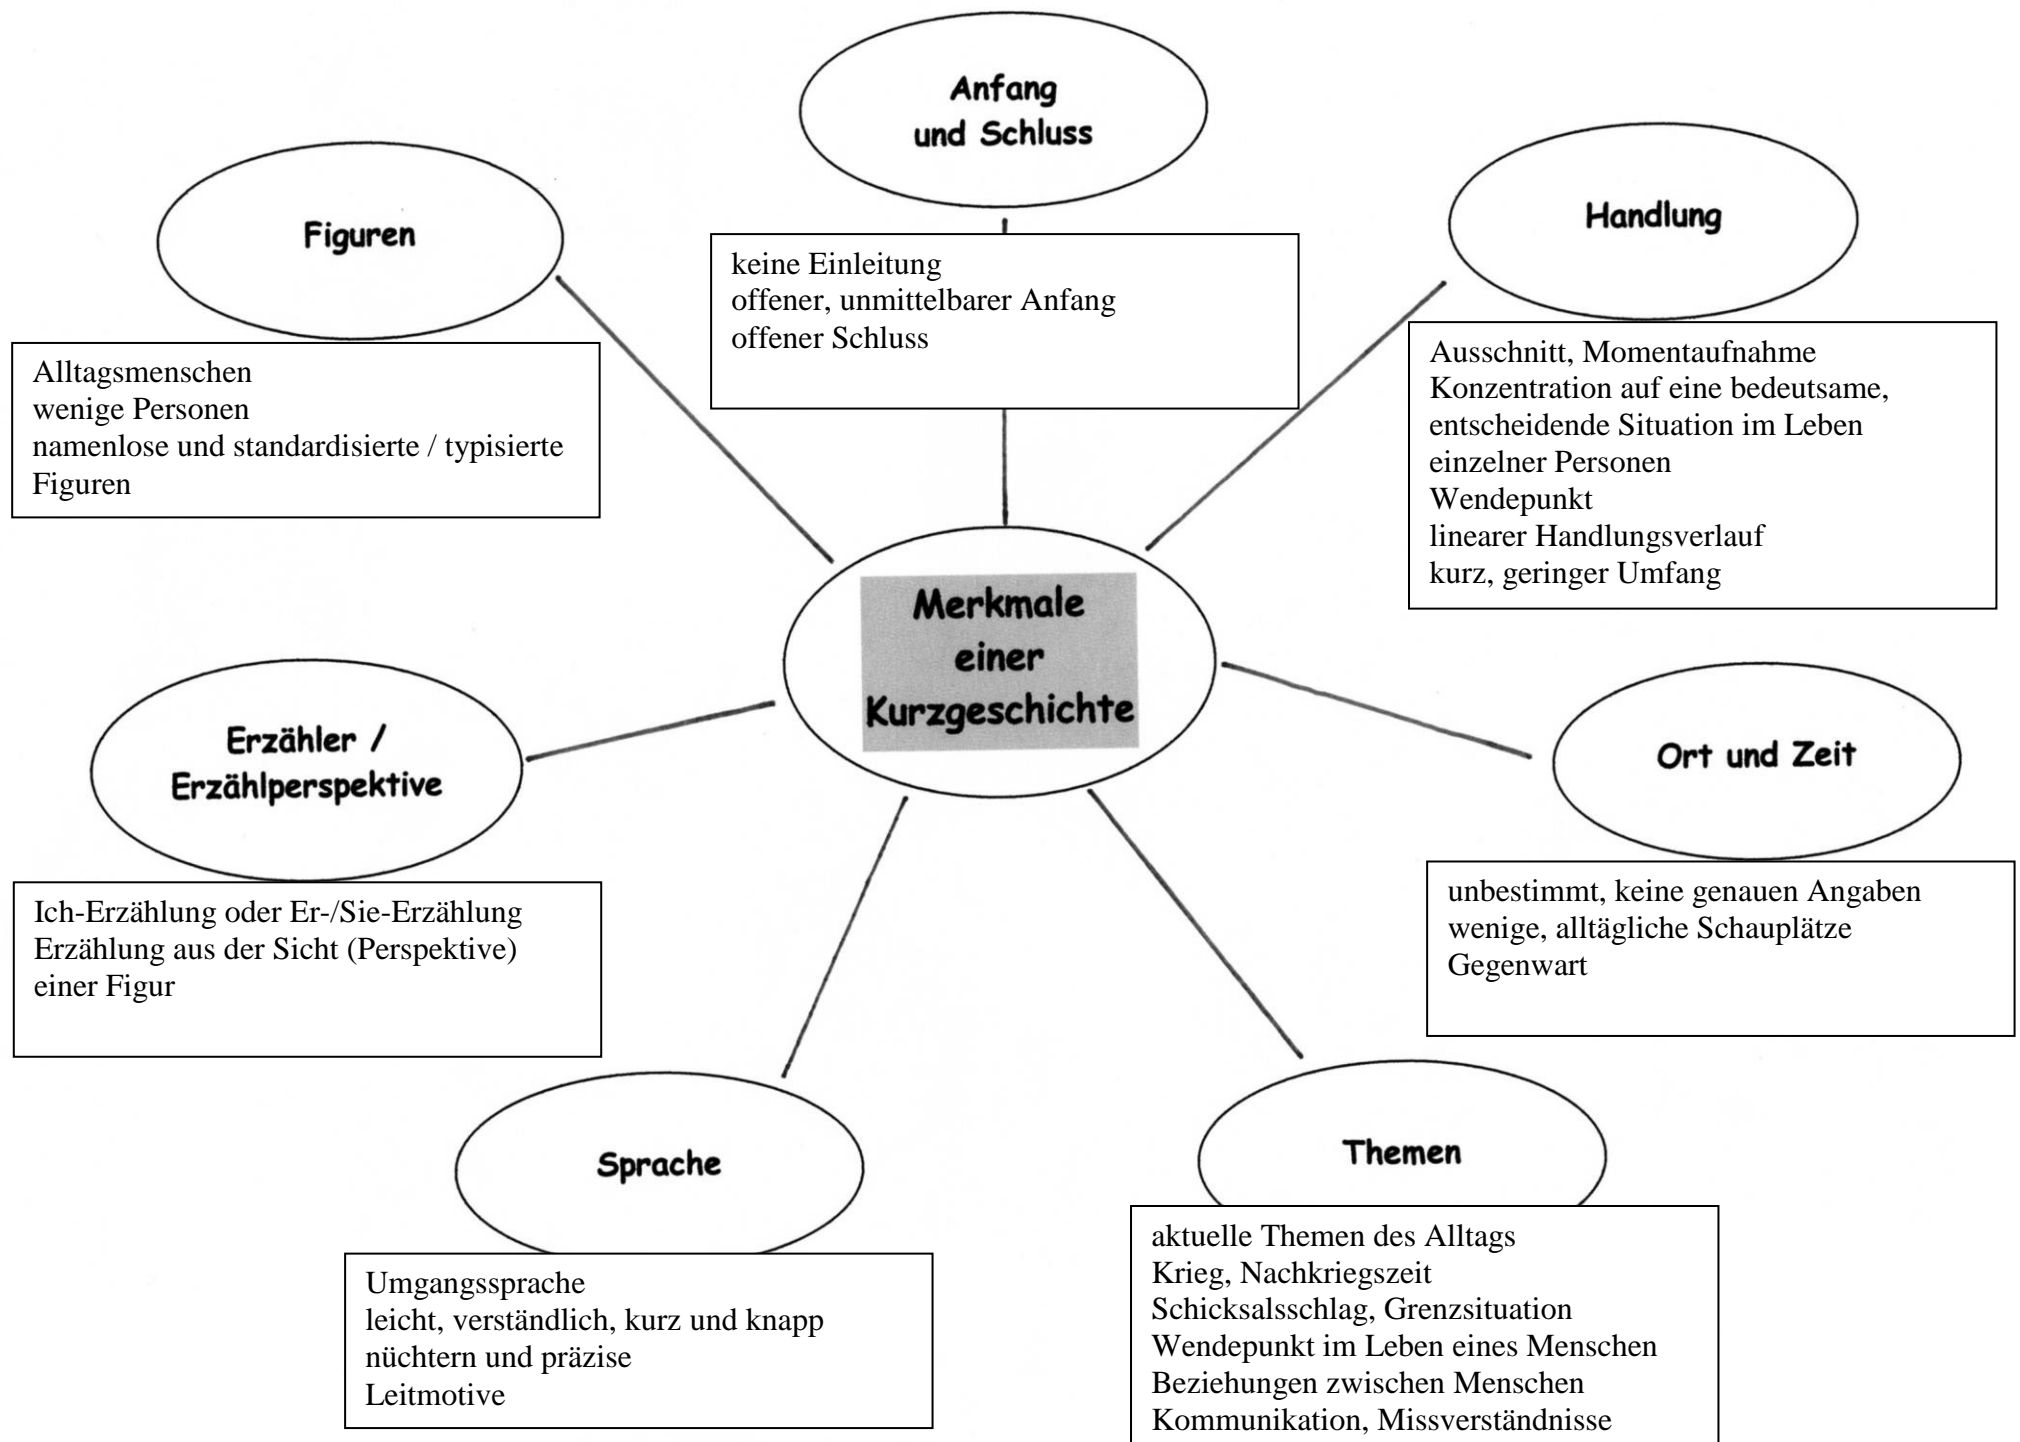 Anfang
und Schluss
keine Einleitung
offener, unmittelbarer Anfang
offener Schluss
Figuren
Alltagsmenschen
wenige Personen
namenlose und standardisierte / typisierte
Figuren
Handlung
Ausschnitt, Momentaufnahme
Konzentration auf eine bedeutsame,
entscheidende Situation im Leben
einzelner Personen
Wendepunkt
linearer Handlungsverlauf
kurz, geringer Umfang
Merkmale
einer
Kurzgeschichte
Erzähler /
Erzählperspektive
Ich-Erzählung oder Er-/Sie-Erzählung
Erzählung aus der Sicht (Perspektive)
einer Figur
Ort und Zeit
unbestimmt, keine genauen Angaben
wenige, alltägliche Schauplätze
Gegenwart
Sprache
Umgangssprache
leicht, verständlich, kurz und knapp
nüchtern und präzise
Leitmotive
Themen
aktuelle Themen des Alltags
Krieg, Nachkriegszeit
Schicksalsschlag, Grenzsituation
Wendepunkt im Leben eines Menschen
Beziehungen zwischen Menschen
Kommunikation, Missverständnisse